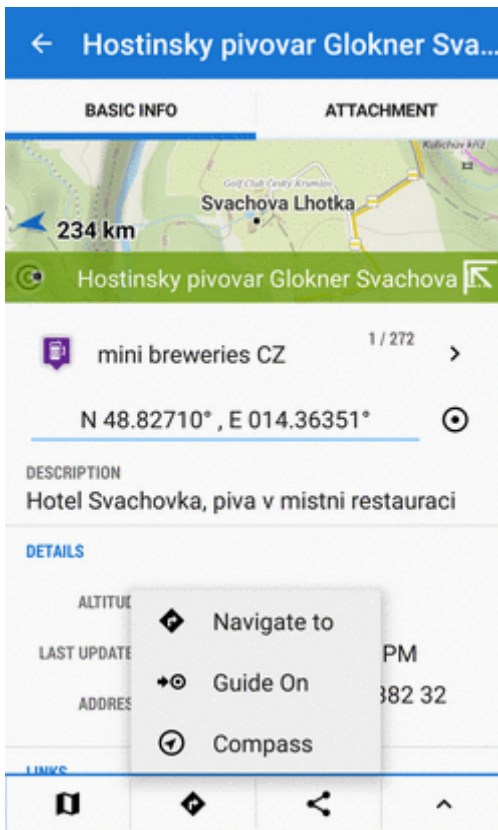 Hostinsky pivovar Glokner Sva...
BASIC INFO
ATTACHMENT
Kalichův kříž
Golf Club Český Krumlov
Svachova Lhotka
234 km
Hostinsky pivovar Glokner Svachova
mini breweries CZ
1 / 272
N 48.82710° , E 014.36351°
DESCRIPTION
Hotel Svachovka, piva v mistni restauraci
DETAILS
ALTITUD
Navigate to
LAST UPDATE
PM
Guide On
ADDRES
382 32
Compass
LINKS